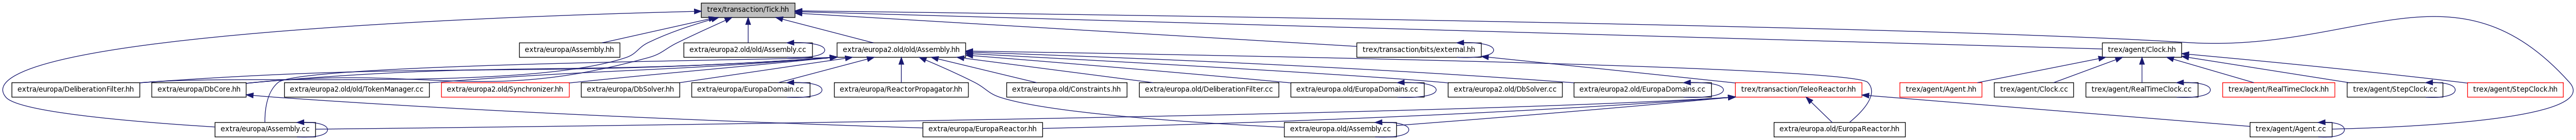 trex/transaction/Tick.hh
extra/europa/Assembly.hh
extra/europa2.old/old/Assembly.cc
extra/europa2.old/old/Assembly.hh
trex/transaction/bits/external.hh
trex/agent/Clock.hh
extra/europa/DeliberationFilter.hh
extra/europa/DbCore.hh
extra/europa2.old/old/TokenManager.cc
extra/europa2.old/Synchronizer.hh
extra/europa/DbSolver.hh
extra/europa/EuropaDomain.cc
extra/europa/ReactorPropagator.hh
extra/europa.old/Constraints.hh
extra/europa.old/DeliberationFilter.cc
extra/europa.old/EuropaDomains.cc
extra/europa2.old/DbSolver.cc
extra/europa2.old/EuropaDomains.cc
trex/transaction/TeleoReactor.hh
trex/agent/Agent.hh
trex/agent/Clock.cc
trex/agent/RealTimeClock.cc
trex/agent/RealTimeClock.hh
trex/agent/StepClock.cc
trex/agent/StepClock.hh
extra/europa/Assembly.cc
extra/europa/EuropaReactor.hh
extra/europa.old/Assembly.cc
extra/europa.old/EuropaReactor.hh
trex/agent/Agent.cc